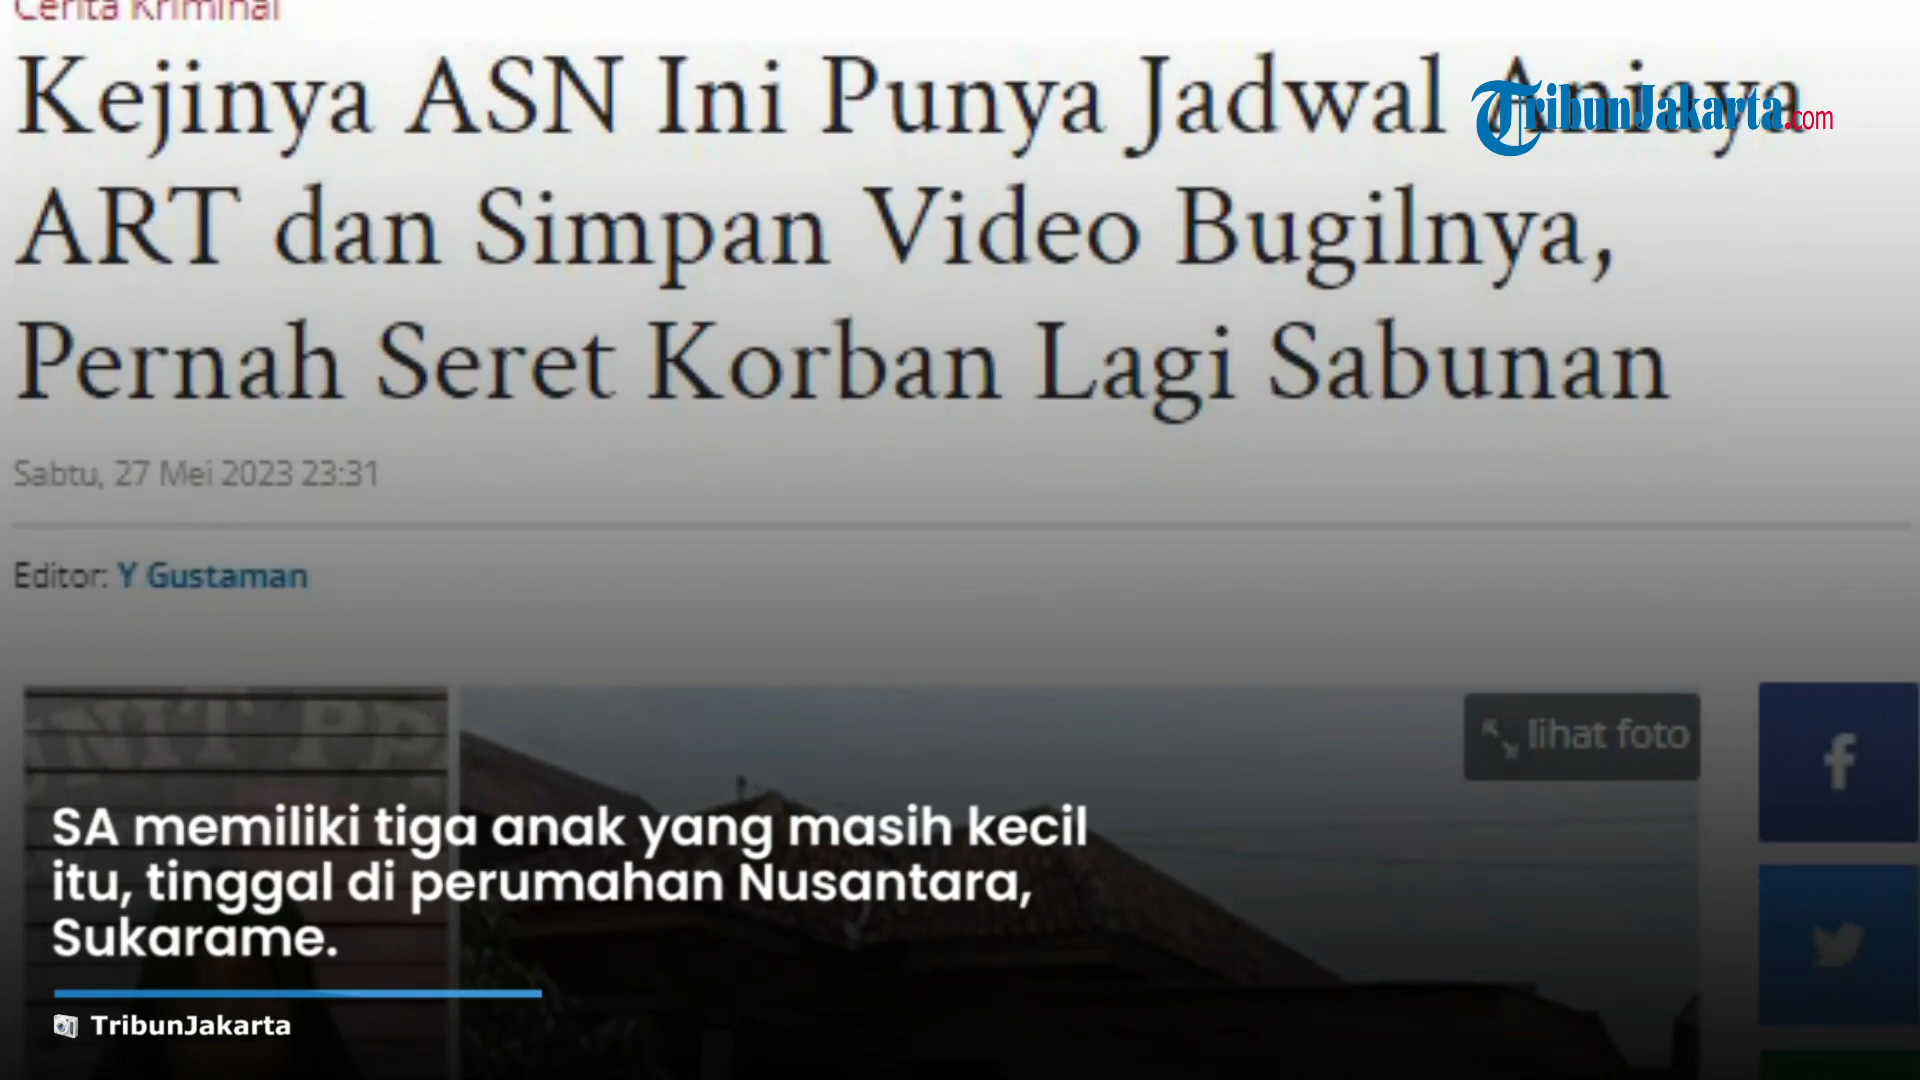 Cerita Kriminal
Kejinya ASN Ini Punya Jadwal Aniaya
TribunJakarta.com
ART dan Simpan Video Bugilnya,
Pernah Seret Korban Lagi Sabunan
Sabtu, 27 Mei 2023 23:31
Editor: Y Gustaman
lihat foto
NIT PP
SA memiliki tiga anak yang masih kecil
itu, tinggal di perumahan Nusantara,
Sukarame.
TribunJakarta